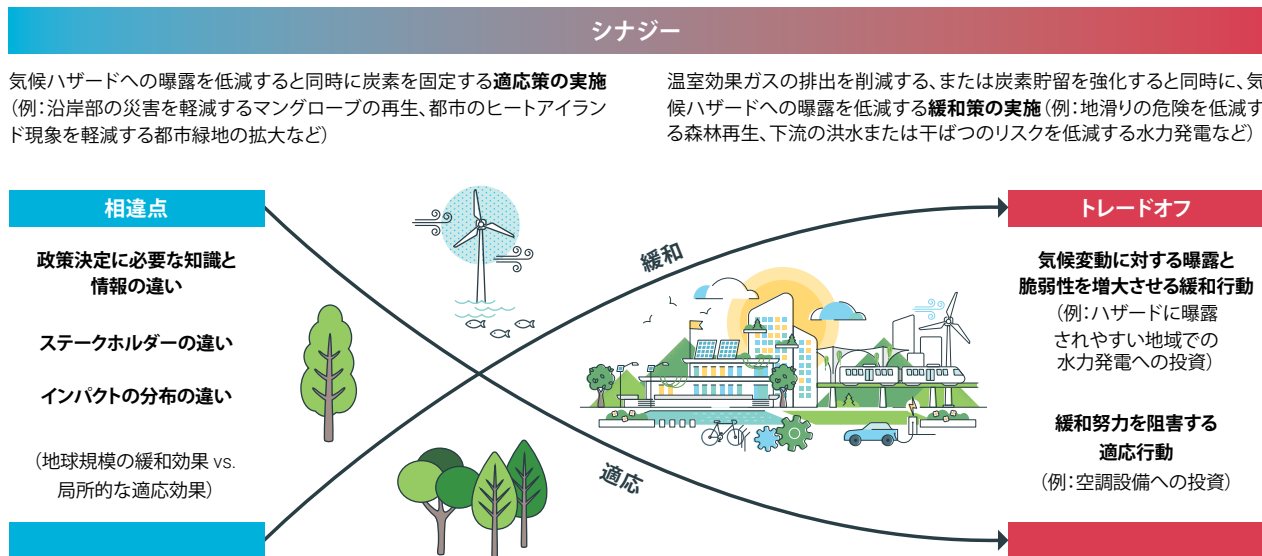 シナジー
気候ハザードへの曝露を低減すると同時に炭素を固定する適応策の実施
(例：沿岸部の災害を軽減するマングローブの再生、都市のヒートアイラン
ド現象を軽減する都市緑地の拡大など)
温室効果ガスの排出を削減する、または炭素貯留を強化すると同時に、気
候ハザードへの曝露を低減する緩和策の実施(例：地滑りの危険を低減す
る森林再生、下流の洪水または干ばつのリスクを低減する水力発電など)
相違点
政策決定に必要な知識と
情報の違い
ステークホルダーの違い
インパクトの分布の違い
(地球規模の緩和効果 vs.
局所的な適応効果)
緩和
適応
トレードオフ
気候変動に対する曝露と
脆弱性を増大させる緩和行動
(例：ハザードに曝露
されやすい地域での
水力発電への投資)
緩和努力を阻害する
適応行動
(例：空調設備への投資)